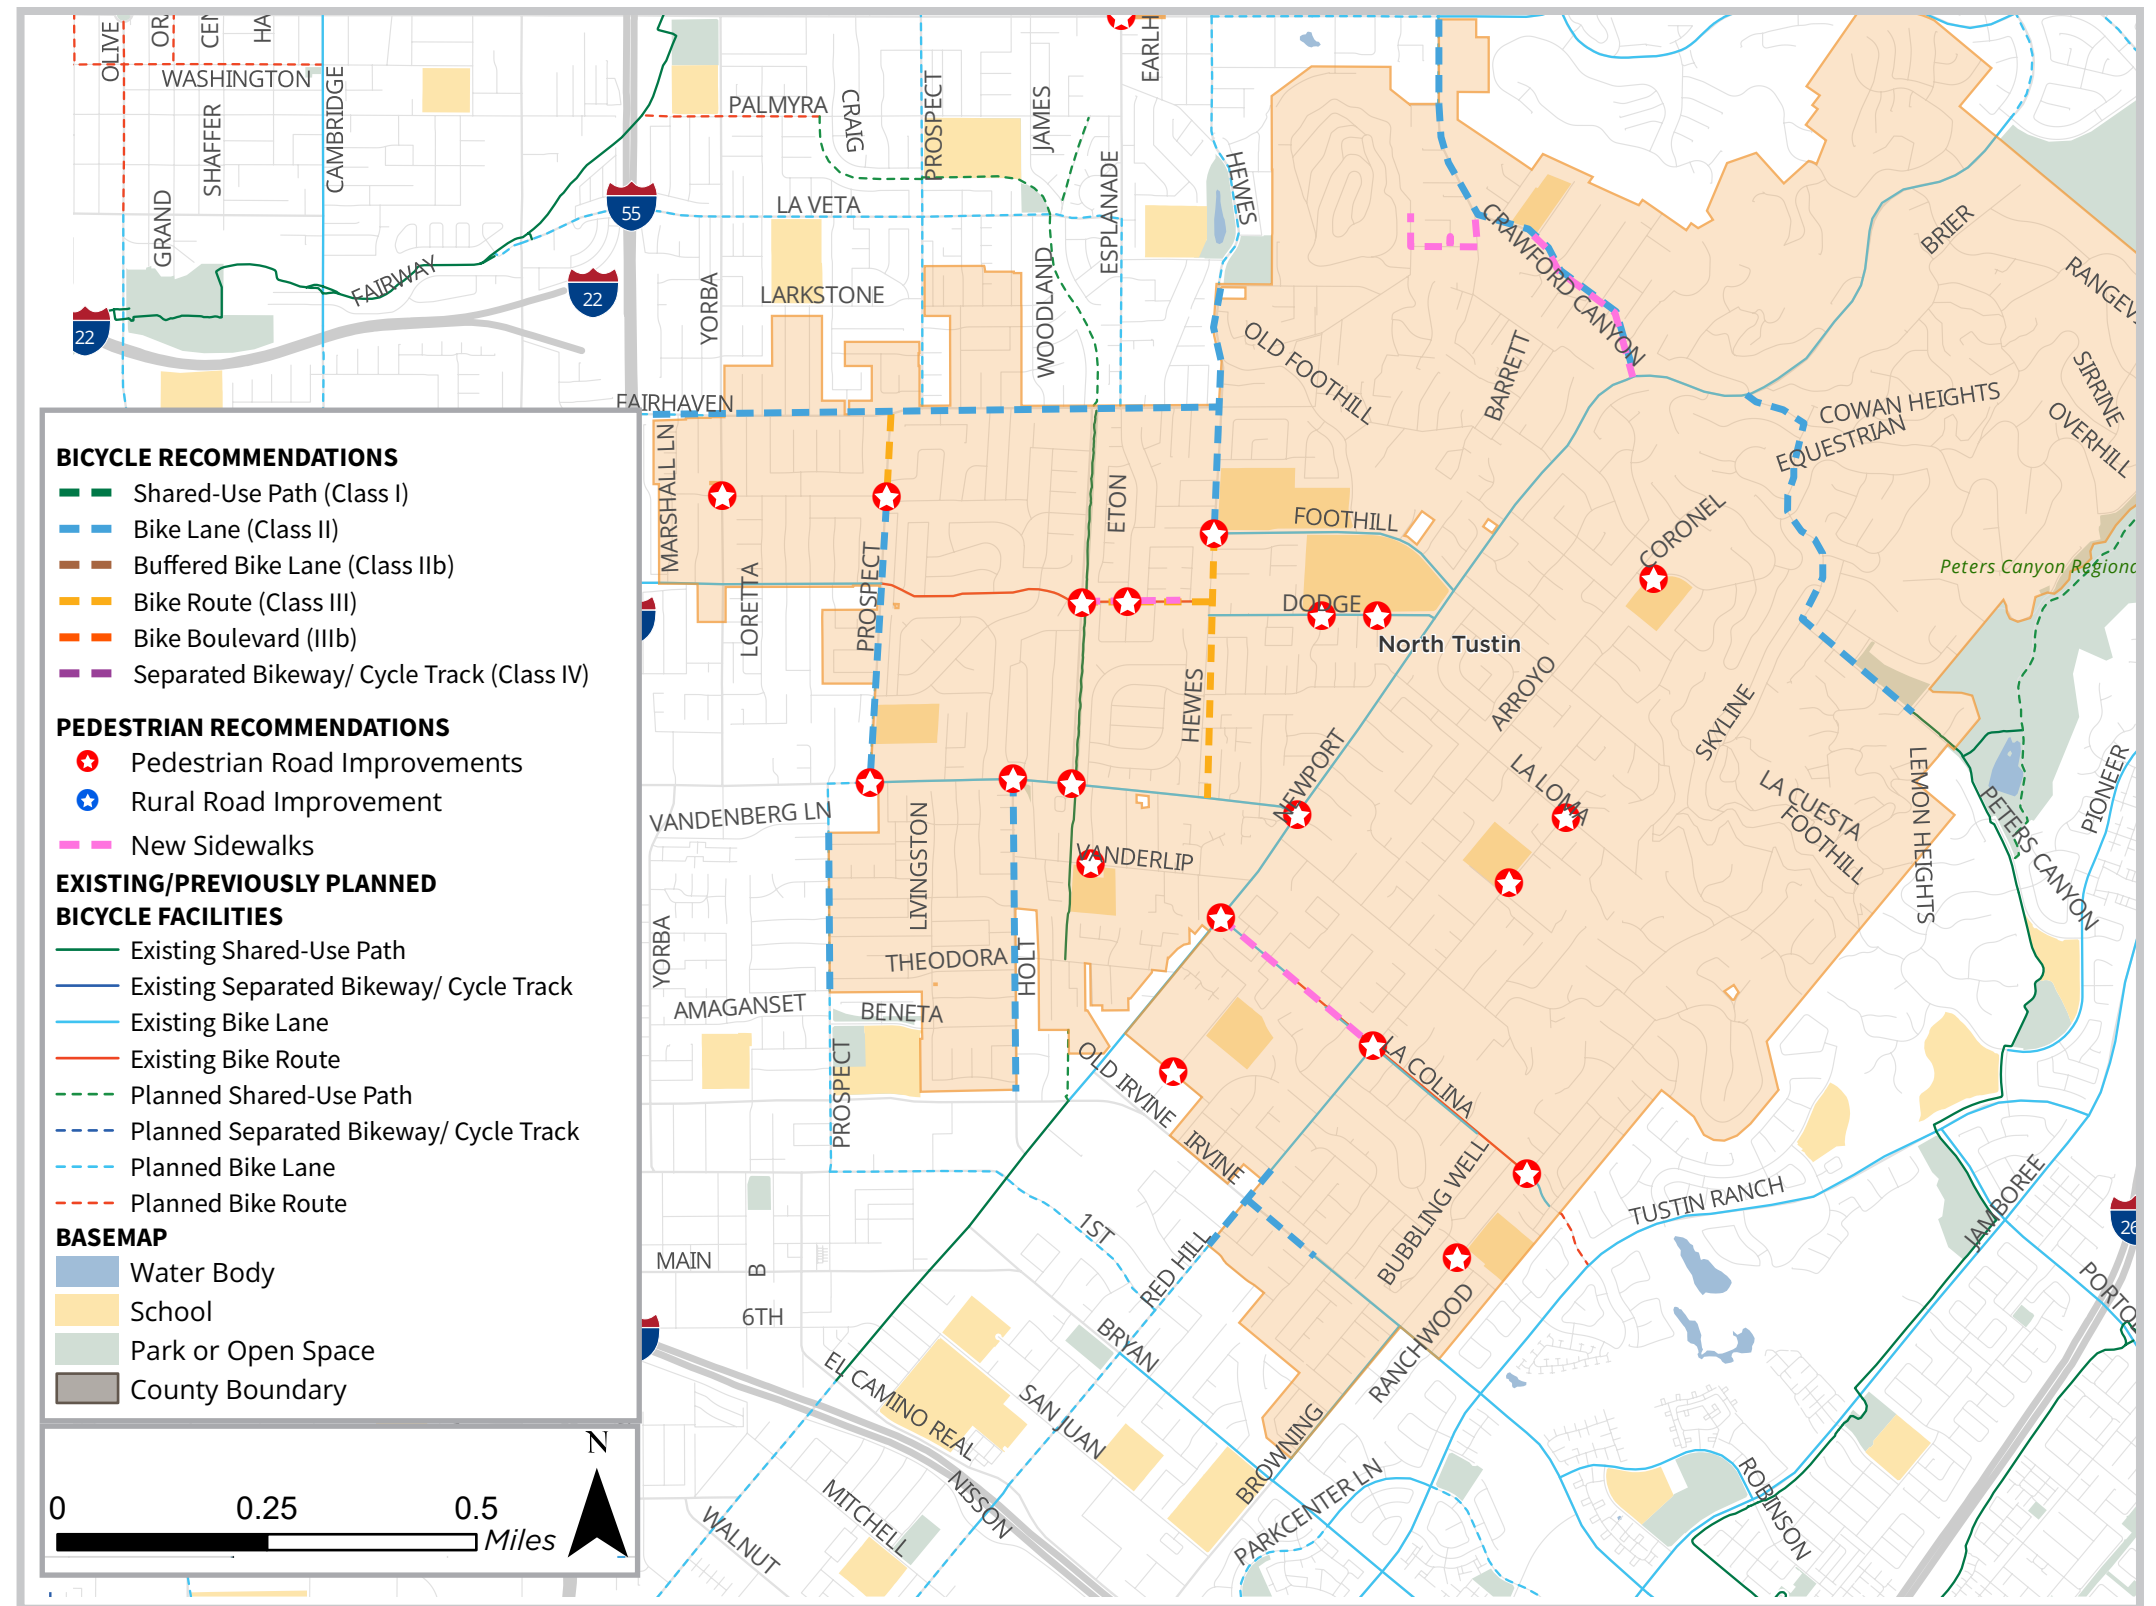 OLIVE
WASHINGTON
SHAFFER
CAMBRIDGE
GRAND
FAIRWAY
22
22
55
PALMYRA
CRAIG
PROSPECT
JAMES
ESPLANADE
HEWES
LA VETA
LARKSTONE
YORBA
WOODLAND
CRAWFORD CANYON
OLD FOOTHILL
BARRETT
BRIER
SIRRINE
COWAN HEIGHTS
EQUESTRIAN
OVERHILL
FAIRHAVEN
MARSHALL LN
LORETTA
PROSPECT
ETON
FOOTHILL
DODGE
North Tustin
CORONEL
Peters Canyon Regiona
HEWES
NEWPORT
ARROYO
SKYLINE
LA LOMA
LA CUESTA
FOOTHILL
LEMON HEIGHTS
PETERS CANYON
PIONEER
VANDENBERG LN
LIVINGSTON
VANDERLIP
YORBA
THEODORA
HOLT
AMAGANSET
BENETA
PROSPECT
OLD IRVINE
IRVINE
LA COLINA
BUBBLING WELL
TUSTIN RANCH
JAMBOREE
26
1ST
RED HILL
MAIN
B
6TH
BRYAN
RANCHWOOD
EL CAMINO REAL
SAN JUAN
BROWNING
NISSON
MITCHELL
WALNUT
PARKCENTER LN
ROBINSON
BICYCLE RECOMMENDATIONS
Shared-Use Path (Class I)
Bike Lane (Class II)
Buffered Bike Lane (Class IIb)
Bike Route (Class III)
Bike Boulevard (IIIb)
Separated Bikeway/ Cycle Track (Class IV)
PEDESTRIAN RECOMMENDATIONS
Pedestrian Road Improvements
Rural Road Improvement
New Sidewalks
EXISTING/PREVIOUSLY PLANNED
BICYCLE FACILITIES
Existing Shared-Use Path
Existing Separated Bikeway/ Cycle Track
Existing Bike Lane
Existing Bike Route
Planned Shared-Use Path
Planned Separated Bikeway/ Cycle Track
Planned Bike Lane
Planned Bike Route
BASEMAP
Water Body
School
Park or Open Space
County Boundary
N
0 0.25 0.5
Miles